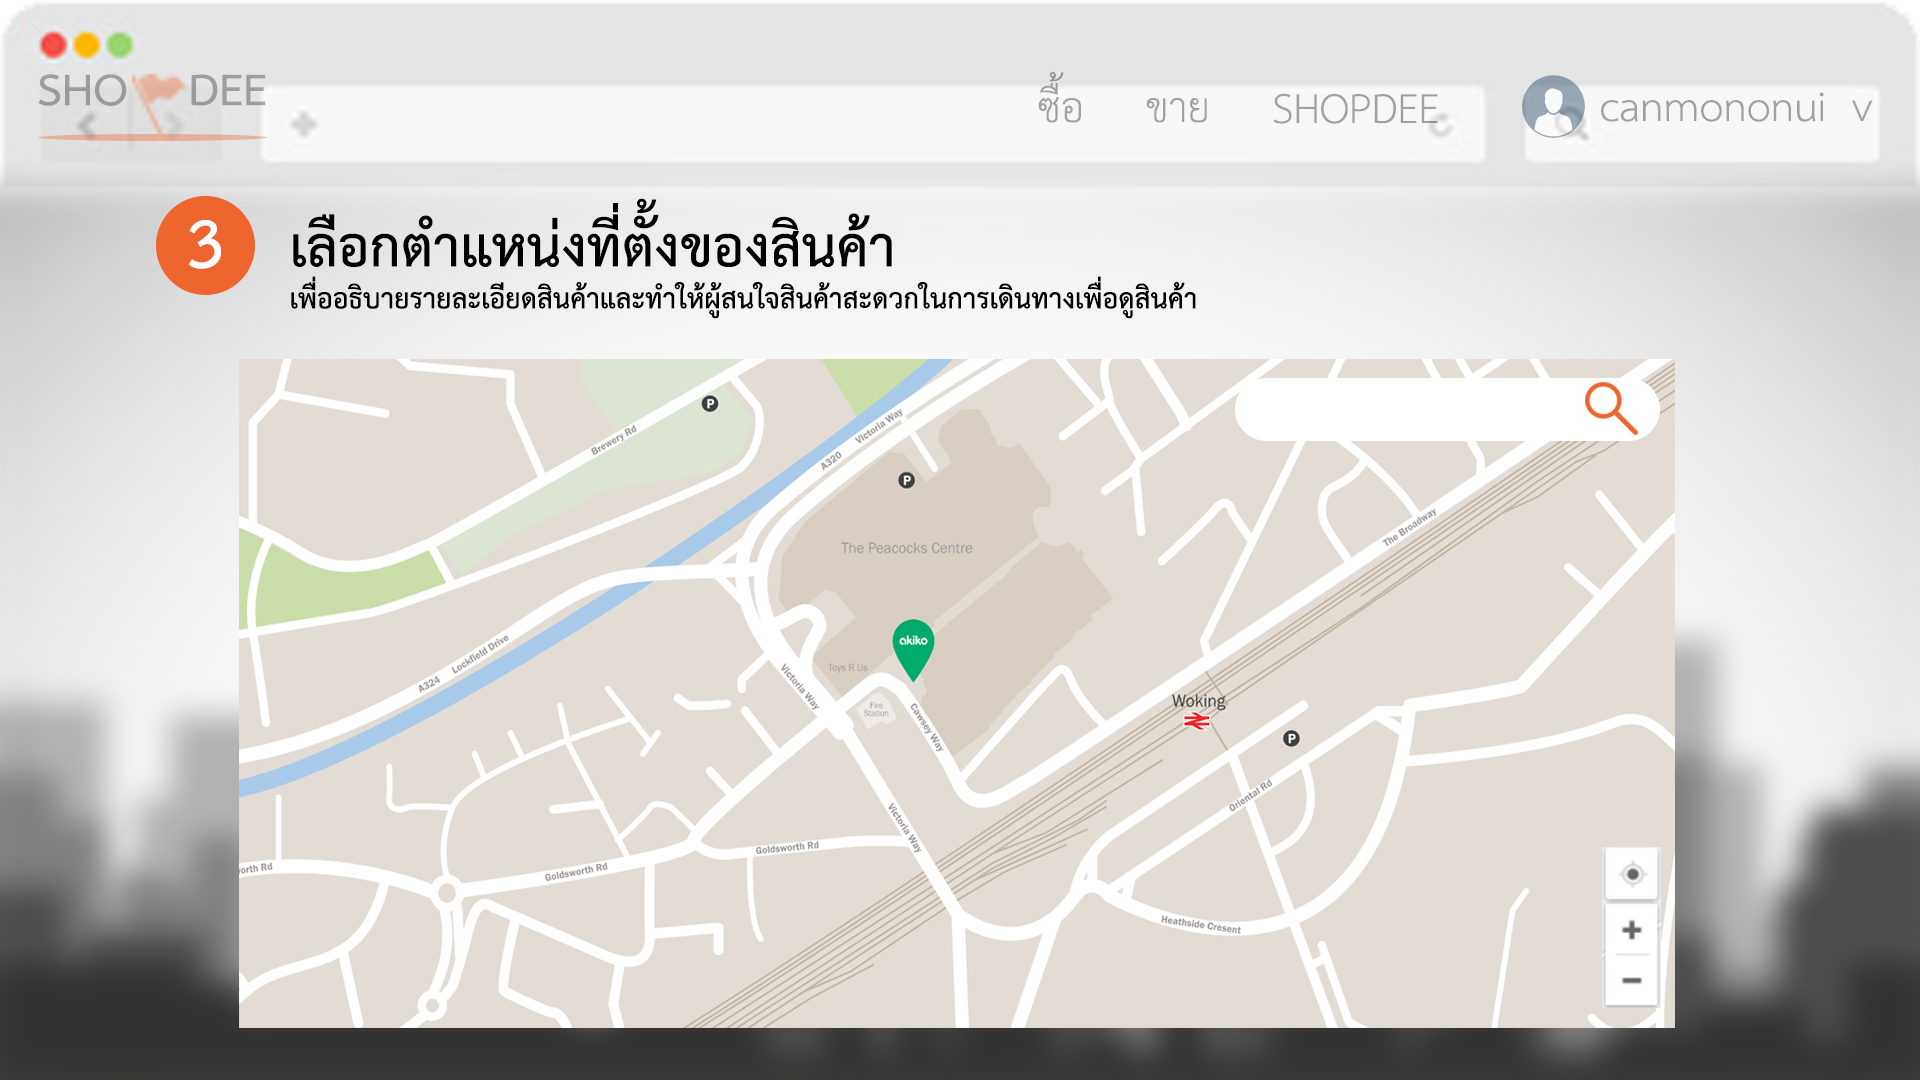 SHOPDEE
ซื้อ ขาย SHOPDEE canmononui v
3 เลือกตำแหน่งที่ตั้งของสินค้า
เพื่ออธิบายรายละเอียดสินค้าและทำให้ผู้สนใจสินค้าสะดวกในการเดินทางเพื่อดูสินค้า
P
Brewery Rd
Victoria Way
A320
P
The Peacocks Centre
The Broadway
akiko
Lockfield Drive
A324
Toys R Us
Victoria Way
Fire
Station
Cawsey Way
Woking
P
Oriental Rd
Victoria Way
Goldsworth Rd
orth Rd
Goldsworth Rd
Heathside Cresent